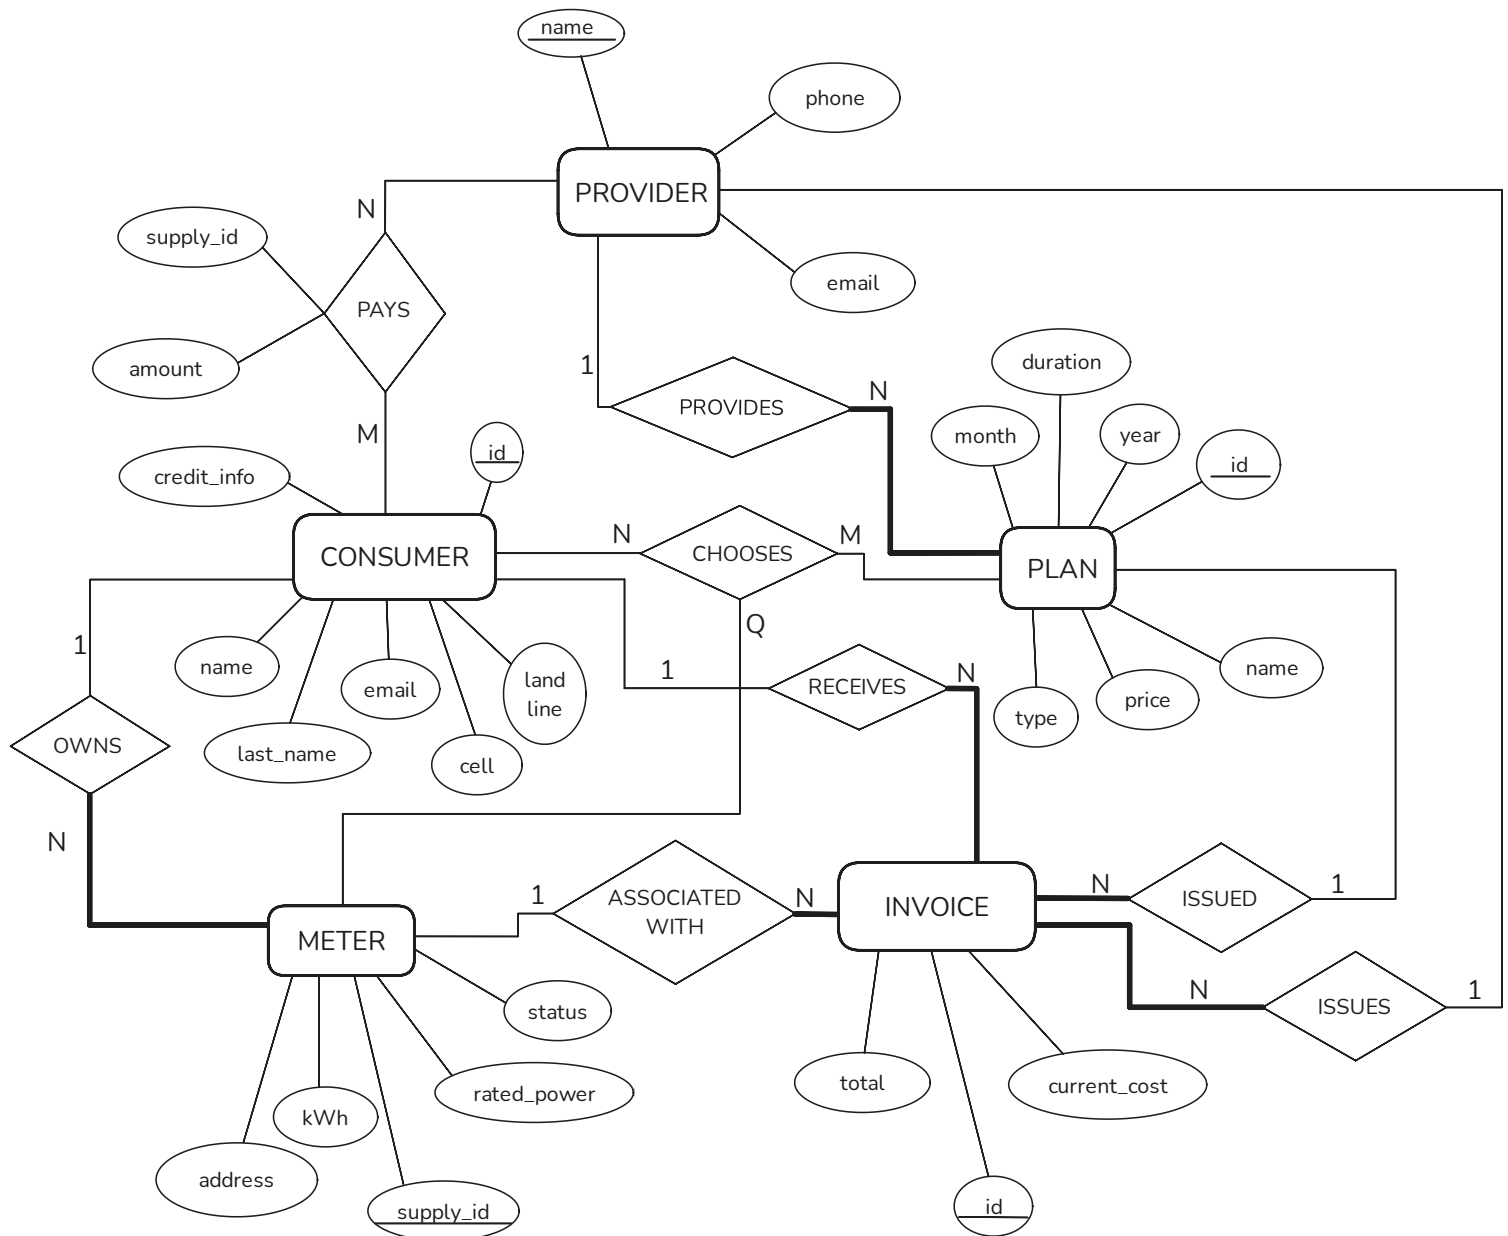 name
phone
PROVIDER
N
supply_id
email
PAYS
amount
1
duration
N
PROVIDES
M
month
year
id
id
credit_info
N
M
CHOOSES
CONSUMER
PLAN
Q
1
name
email
land
line
1
RECEIVES
N
name
type
price
OWNS
last_name
cell
N
1
ASSOCIATED
WITH
N
INVOICE
N
ISSUED
1
METER
N
ISSUES
1
status
total
current_cost
rated_power
kWh
address
supply_id
id